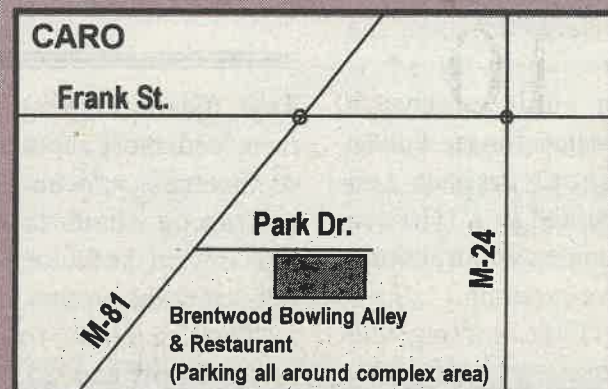 CARO
Frank St.
Park Dr.
M-24
M-81
Brentwood Bowling Alley
& Restaurant
(Parking all around complex area)